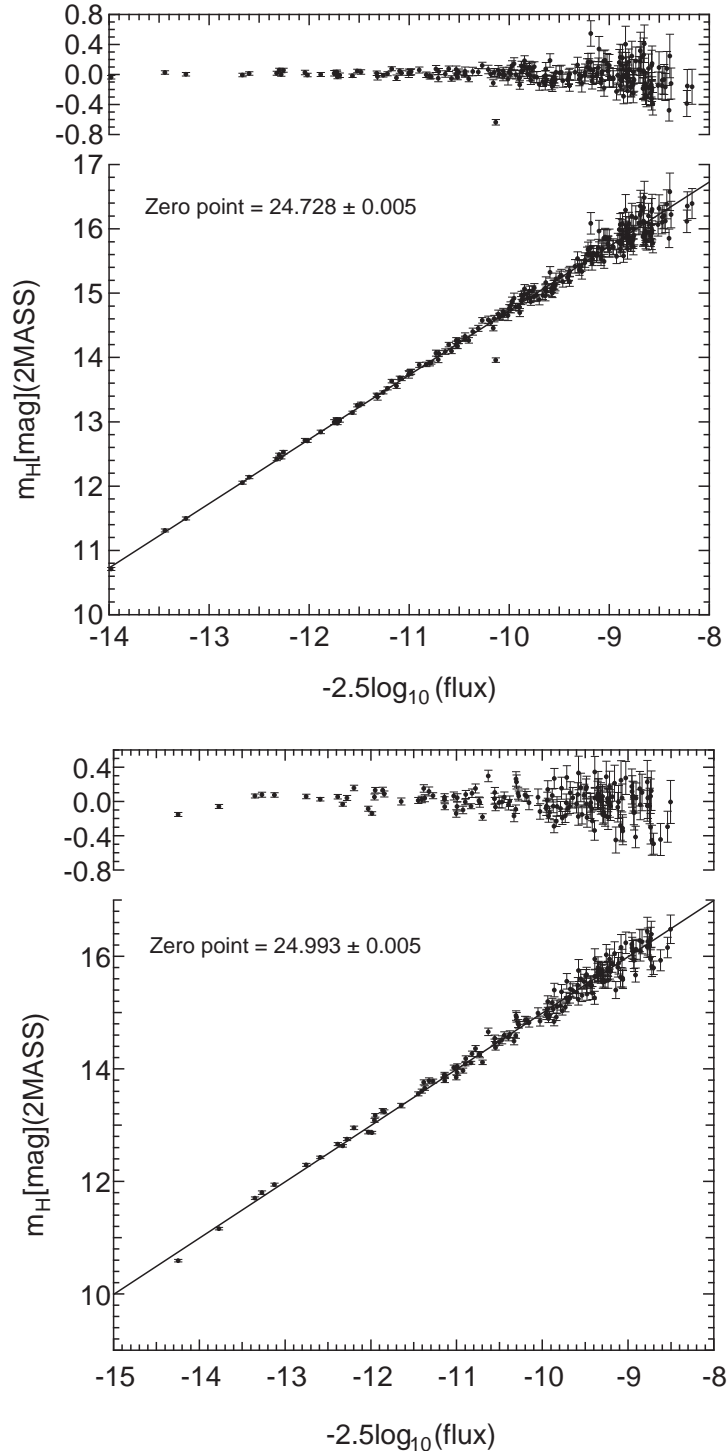 0.8
0.4
0.0
-0.4
-0.8
17
16
15
14
13
12
11
10
Zero point = 24.728 ± 0.005
m_H[mag](2MASS)
-14 -13 -12 -11 -10 -9 -8
-2.5log₁₀(flux)
0.4
0.0
-0.4
-0.8
16
14
12
10
Zero point = 24.993 ± 0.005
m_H[mag](2MASS)
-15 -14 -13 -12 -11 -10 -9 -8
-2.5log₁₀(flux)